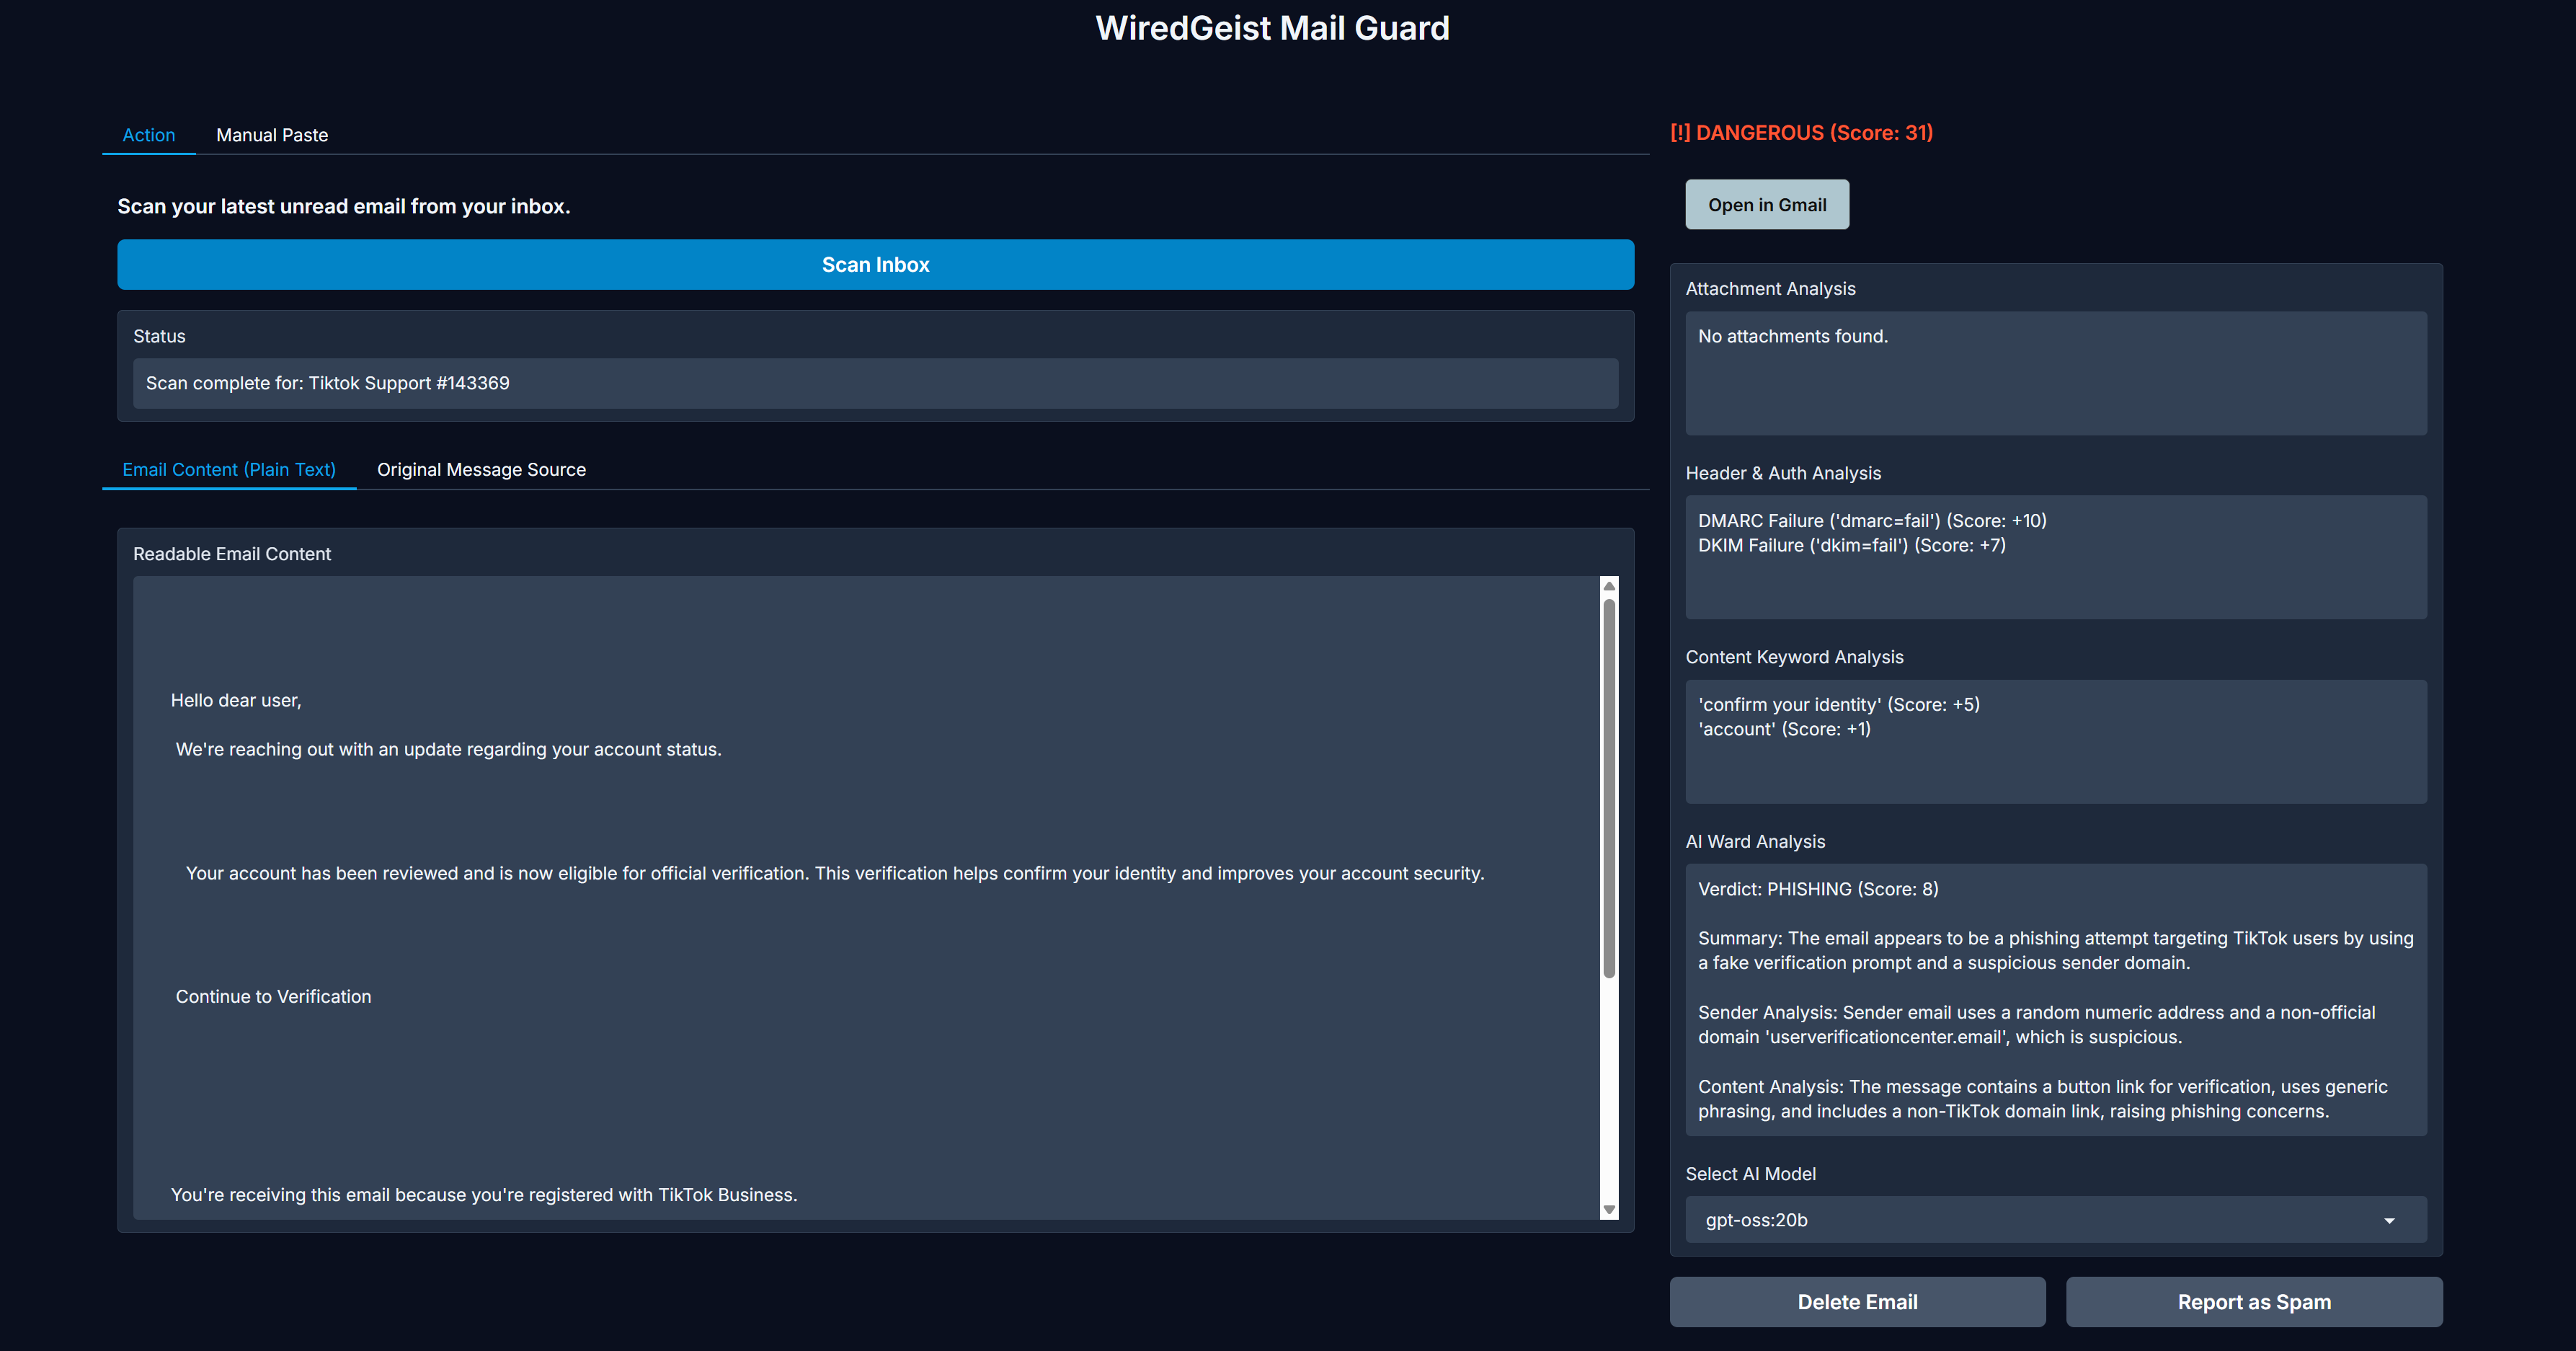 WiredGeist Mail Guard
Action
Manual Paste
Scan your latest unread email from your inbox.
Scan Inbox
Status
Scan complete for: Tiktok Support #143369
Email Content (Plain Text)
Original Message Source
Readable Email Content
Hello dear user,
We're reaching out with an update regarding your account status.
Your account has been reviewed and is now eligible for official verification. This verification helps confirm your identity and improves your account security.
Continue to Verification
You're receiving this email because you're registered with TikTok Business.
[!] DANGEROUS (Score: 31)
Open in Gmail
Attachment Analysis
No attachments found.
Header & Auth Analysis
DMARC Failure ('dmarc=fail') (Score: +10)
DKIM Failure ('dkim=fail') (Score: +7)
Content Keyword Analysis
'confirm your identity' (Score: +5)
'account' (Score: +1)
AI Ward Analysis
Verdict: PHISHING (Score: 8)
Summary: The email appears to be a phishing attempt targeting TikTok users by using
a fake verification prompt and a suspicious sender domain.
Sender Analysis: Sender email uses a random numeric address and a non-official
domain 'userverificationcenter.email', which is suspicious.
Content Analysis: The message contains a button link for verification, uses generic
phrasing, and includes a non-TikTok domain link, raising phishing concerns.
Select AI Model
gpt-oss:20b
Delete Email
Report as Spam